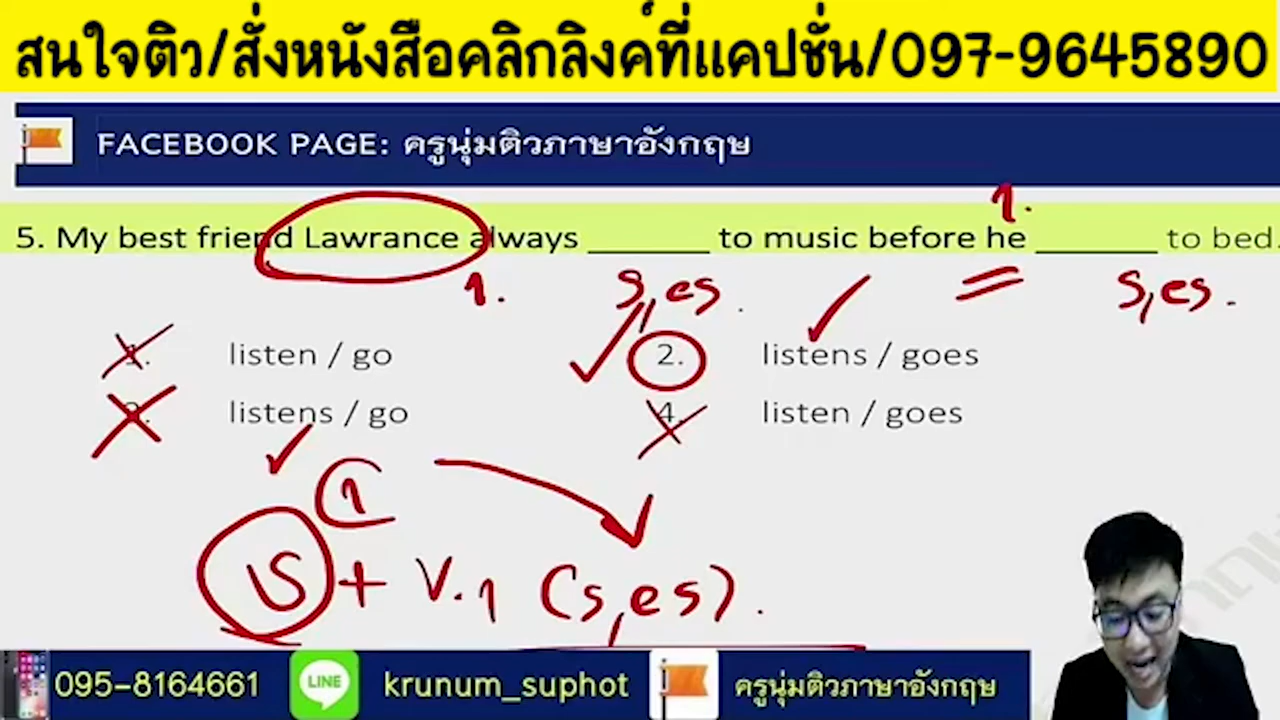 สนใจติว/สั่งหนังสือคลิกลิงค์ที่แคปชั่น/097-9645890
FACEBOOK PAGE: ครูนุ่มติวภาษาอังกฤษ
1.
5. My best friend Lawrance always ________ to music before he ________ to bed.
1. s,es. s,es.
1. listen / go 2. listens / goes
3. listens / go 4. listen / goes
1
S + V.1 (s,es).
095-8164661 LINE krunum_suphot ครูนุ่มติวภาษาอังกฤษ